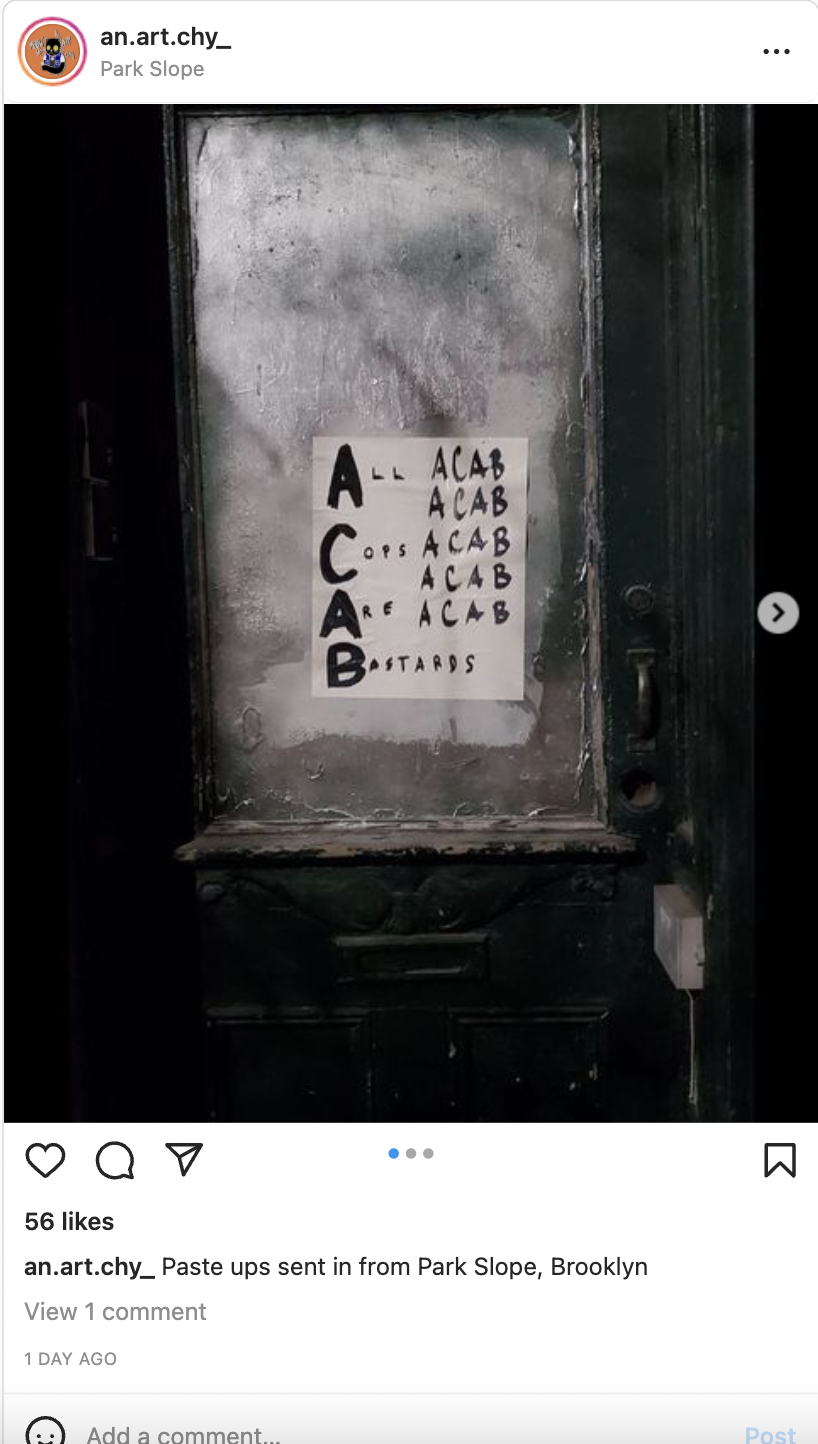 an.art.chy_
Park Slope
ALL ACAB
ACAB
COPS ACAB
ACAB
ARE ACAB
BASTARDS
56 likes
an.art.chy_ Paste ups sent in from Park Slope, Brooklyn
View 1 comment
1 DAY AGO
Add a comment...
Post